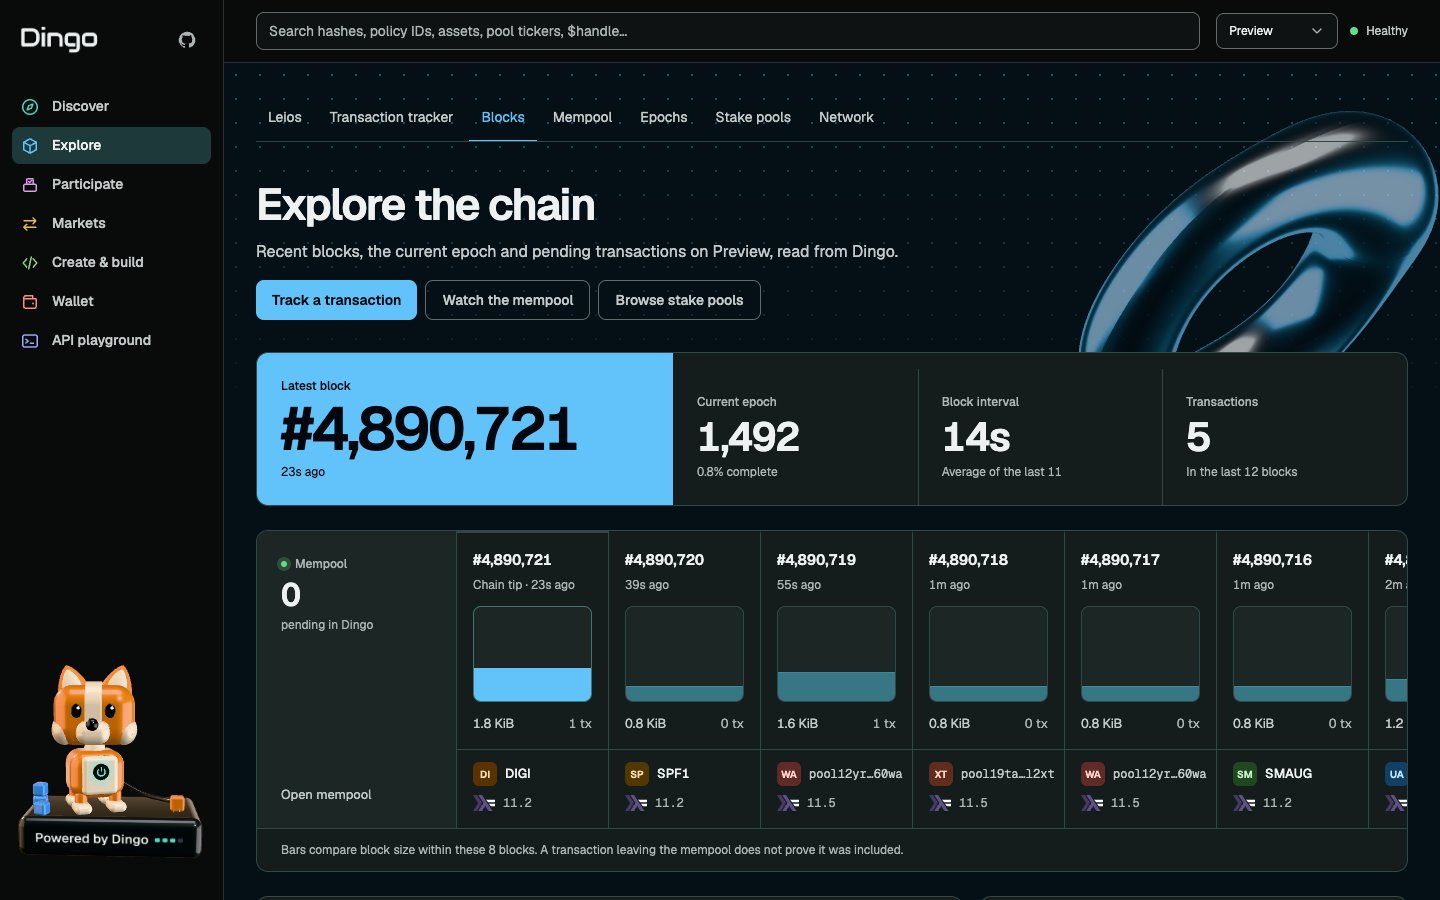 Dingo
Search hashes, policy IDs, assets, pool tickers, $handle...
Preview
Healthy
Discover
Explore
Participate
Markets
Create & build
Wallet
API playground
Leios
Transaction tracker
Blocks
Mempool
Epochs
Stake pools
Network
Explore the chain
Recent blocks, the current epoch and pending transactions on Preview, read from Dingo.
Track a transaction
Watch the mempool
Browse stake pools
Latest block
#4,890,721
23s ago
Current epoch
1,492
0.8% complete
Block interval
14s
Average of the last 11
Transactions
5
In the last 12 blocks
Mempool
0
pending in Dingo
Open mempool
#4,890,721
Chain tip · 23s ago
1.8 KiB 1 tx
DI DIGI
11.2
#4,890,720
39s ago
0.8 KiB 0 tx
SP SPF1
11.2
#4,890,719
55s ago
1.6 KiB 1 tx
WA pool12yr…60wa
11.5
#4,890,718
1m ago
0.8 KiB 0 tx
XT pool19ta…l2xt
11.5
#4,890,717
1m ago
0.8 KiB 0 tx
WA pool12yr…60wa
11.5
#4,890,716
1m ago
0.8 KiB 0 tx
SM SMAUG
11.2
2m
1.2
UA
Bars compare block size within these 8 blocks. A transaction leaving the mempool does not prove it was included.
Powered by Dingo